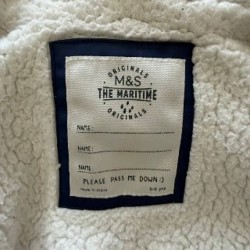 ORIGINALS
M&S
THE MARITIME
ORIGINALS
NAME:
NAME:
NAME:
PLEASE PASS ME DOWN :)